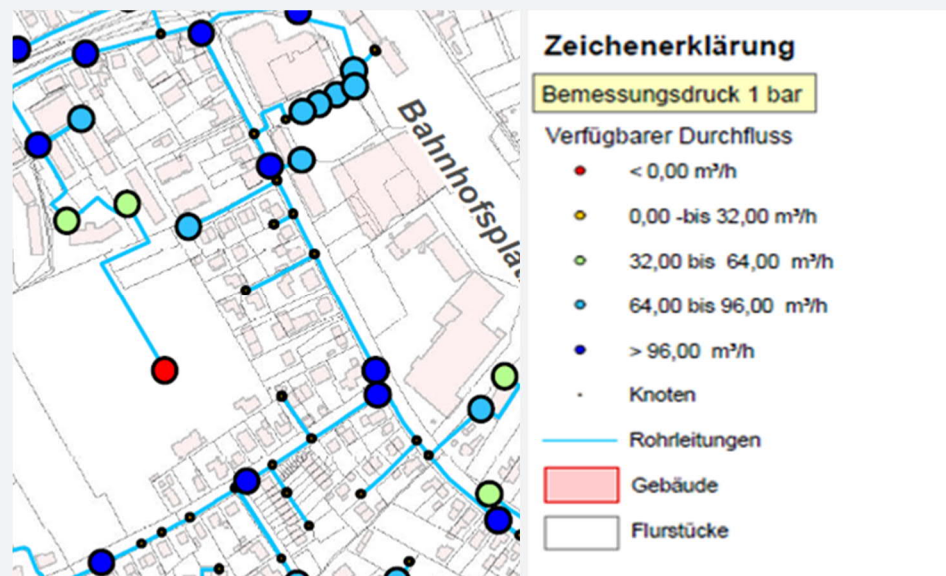 Bahnhofsplat
Zeichenerklärung
Bemessungsdruck 1 bar
Verfügbarer Durchfluss
< 0,00 m³/h
0,00 -bis 32,00 m³/h
32,00 bis 64,00 m³/h
64,00 bis 96,00 m³/h
> 96,00 m³/h
Knoten
Rohrleitungen
Gebäude
Flurstücke